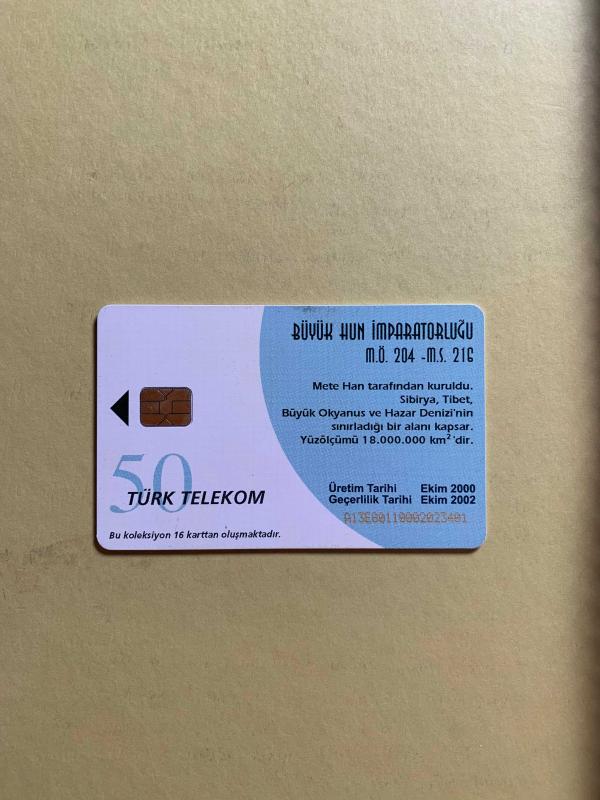 BÜYÜK HUN İMPARATORLUĞU
M.Ö. 204 -M.S. 216
Mete Han tarafından kuruldu.
Sibirya, Tibet,
Büyük Okyanus ve Hazar Denizi'nin
sınırladığı bir alanı kapsar.
Yüzölçümü 18.000.000 km²'dir.
50
TÜRK TELEKOM
Üretim Tarihi Ekim 2000
Geçerlilik Tarihi Ekim 2002
A13E00110002023401
Bu koleksiyon 16 karttan oluşmaktadır.